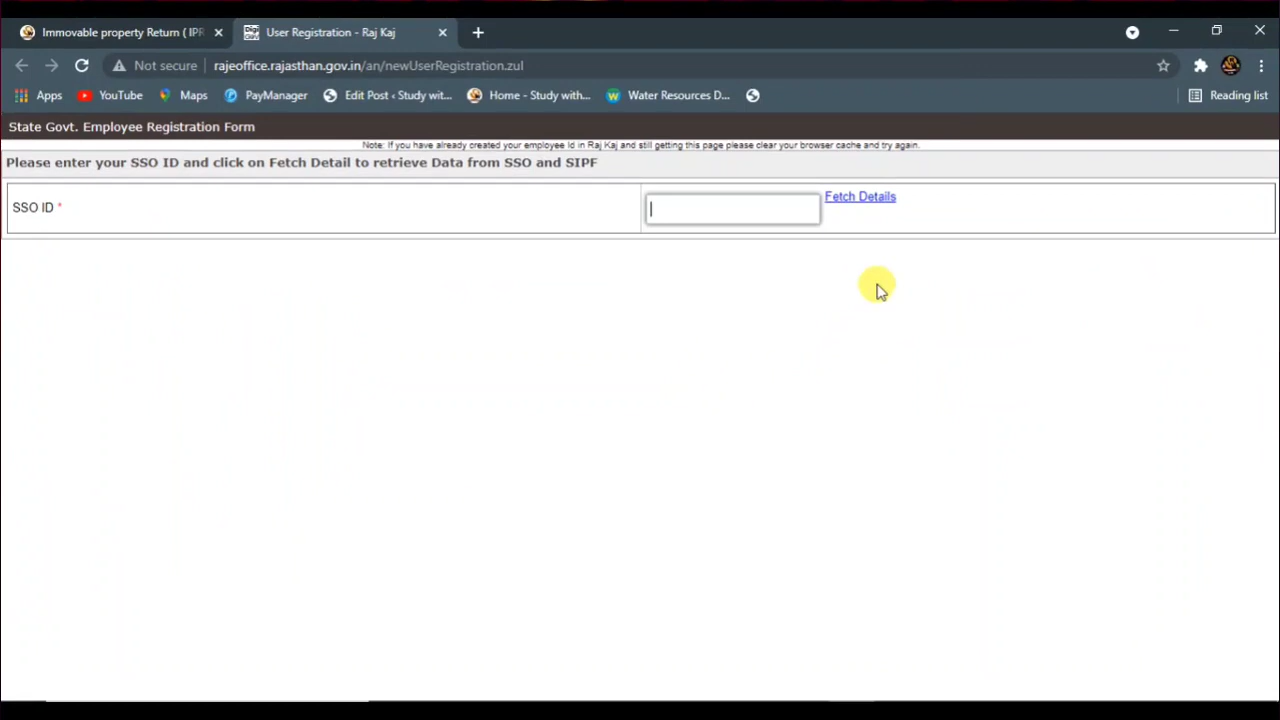 Immovable property Return ( IPR
User Registration - Raj Kaj
Not secure
rajeoffice.rajasthan.gov.in/an/newUserRegistration.zul
Apps
YouTube
Maps
PayManager
Edit Post ‹ Study wit...
Home - Study with...
Water Resources D...
Reading list
State Govt. Employee Registration Form
Note: If you have already created your employee Id in Raj Kaj and still getting this page please clear your browser cache and try again.
Please enter your SSO ID and click on Fetch Detail to retrieve Data from SSO and SIPF
SSO ID *
Fetch Details